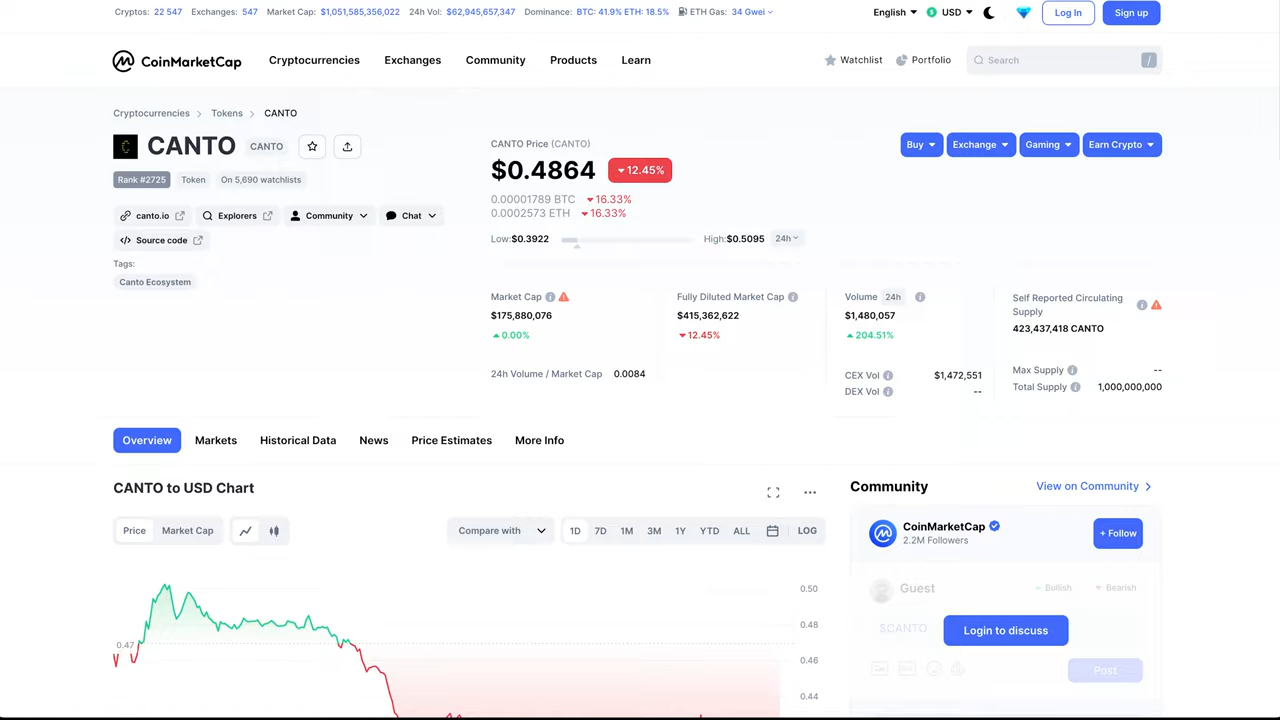 Cryptos: 22 547 Exchanges: 547 Market Cap: $1,051,585,356,022 24h Vol: $62,945,657,347 Dominance: BTC: 41.9% ETH: 18.5% ETH Gas: 34 Gwei English USD Log In Sign up
CoinMarketCap Cryptocurrencies Exchanges Community Products Learn Watchlist Portfolio Search /
Cryptocurrencies Tokens CANTO
CANTO CANTO
Rank #2725 Token On 5,690 watchlists
canto.io Explorers Community Chat
Source code
Tags:
Canto Ecosystem
CANTO Price (CANTO)
$0.4864 12.45%
0.00001789 BTC 16.33%
0.0002573 ETH 16.33%
Low:$0.3922 High:$0.5095 24h
Buy Exchange Gaming Earn Crypto
Market Cap
$175,880,076
0.00%
24h Volume / Market Cap 0.0084
Fully Diluted Market Cap
$415,362,622
12.45%
Volume 24h
$1,480,057
204.51%
CEX Vol $1,472,551
DEX Vol --
Self Reported Circulating
Supply
423,437,418 CANTO
Max Supply --
Total Supply 1,000,000,000
Overview Markets Historical Data News Price Estimates More Info
CANTO to USD Chart
Price Market Cap Compare with 1D 7D 1M 3M 1Y YTD ALL LOG
0.50
0.48
0.47
0.46
0.44
Community View on Community
CoinMarketCap
2.2M Followers
+ Follow
Guest Bullish Bearish
$CANTO
Login to discuss
Post